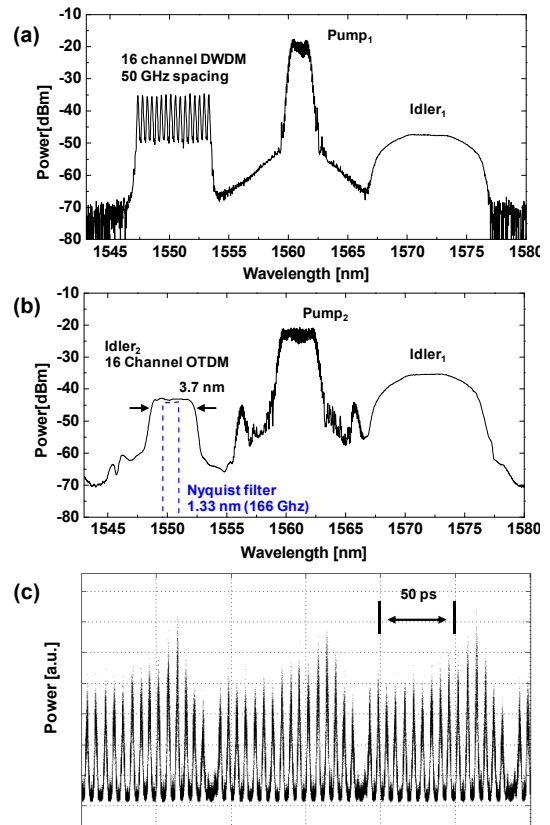 (a)
Pump₁
16 channel DWDM
50 GHz spacing
Idler₁
Power[dBm]
-10
-20
-30
-40
-50
-60
-70
-80
1545 1550 1555 1560 1565 1570 1575 1580
Wavelength [nm]
(b)
Pump₂
Idler₂
16 Channel OTDM
Idler₁
3.7 nm
Nyquist filter
1.33 nm (166 Ghz)
Power[dBm]
-10
-20
-30
-40
-50
-60
-70
-80
1545 1550 1555 1560 1565 1570 1575 1580
Wavelength [nm]
(c)
50 ps
Power [a.u.]